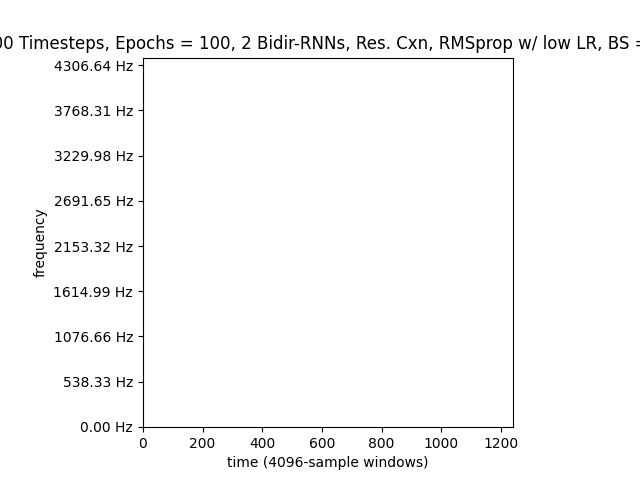 00 Timesteps, Epochs = 100, 2 Bidir-RNNs, Res. Cxn, RMSprop w/ low LR, BS =
4306.64 Hz
3768.31 Hz
3229.98 Hz
2691.65 Hz
2153.32 Hz
1614.99 Hz
1076.66 Hz
538.33 Hz
0.00 Hz
frequency
0 200 400 600 800 1000 1200
time (4096-sample windows)